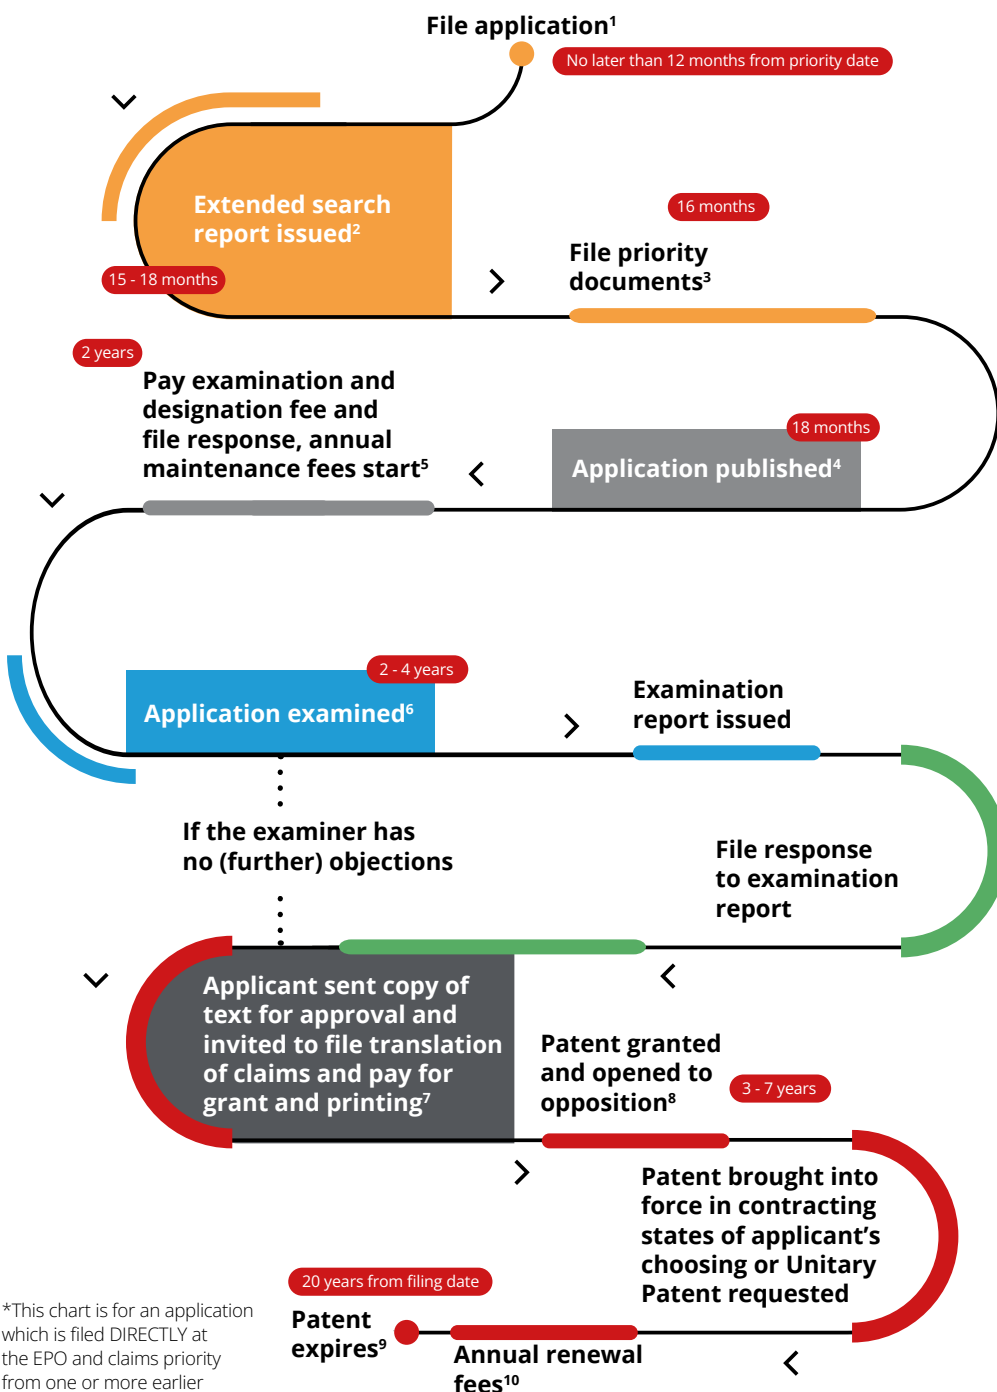 File application¹
No later than 12 months from priority date
Extended search
report issued²
15 - 18 months
16 months
File priority
documents³
18 months
Application published⁴
2 years
Pay examination and
designation fee and
file response, annual
maintenance fees start⁵
2 - 4 years
Application examined⁶
Examination
report issued
If the examiner has
no (further) objections
File response
to examination
report
Applicant sent copy of
text for approval and
invited to file translation
of claims and pay for
grant and printing⁷
Patent granted
and opened to
opposition⁸
3 - 7 years
Patent brought into
force in contracting
states of applicant’s
choosing or Unitary
Patent requested
Annual renewal
fees¹⁰
20 years from filing date
Patent
expires⁹
*This chart is for an application
which is filed DIRECTLY at
the EPO and claims priority
from one or more earlier